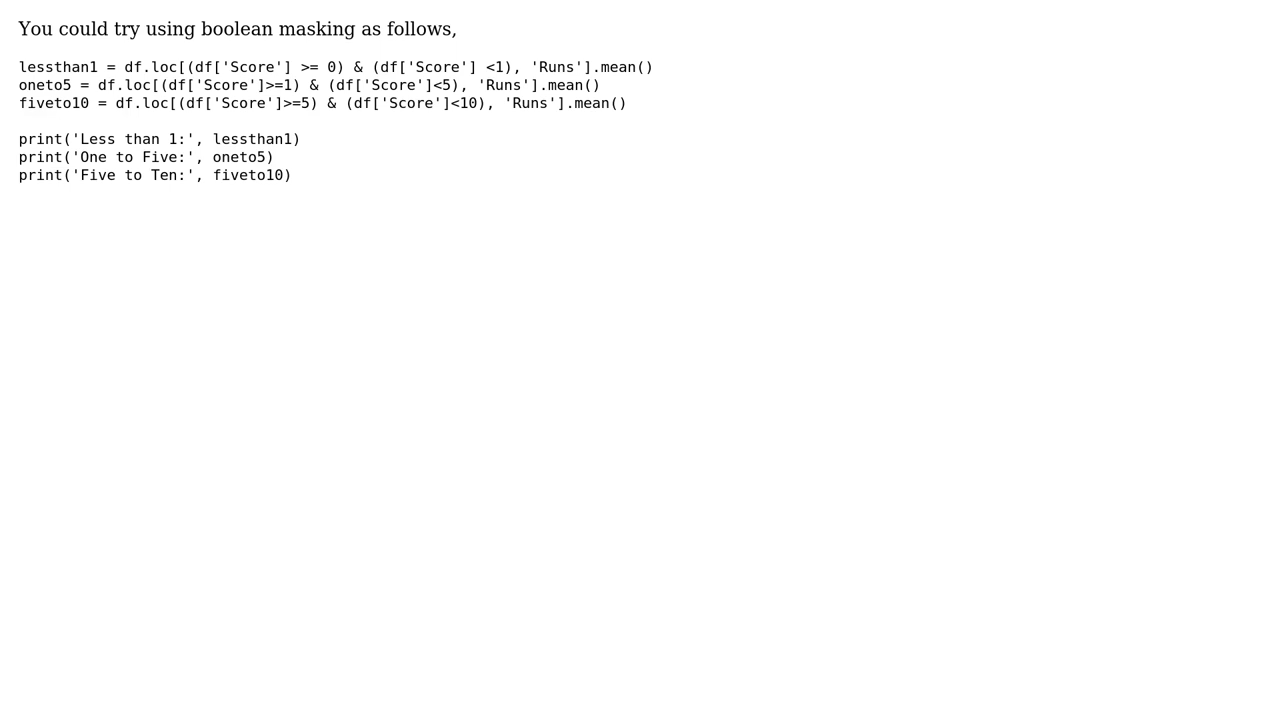 You could try using boolean masking as follows,
lessthan1 = df.loc[(df['Score'] >= 0) & (df['Score'] <1), 'Runs'].mean()
oneto5 = df.loc[(df['Score']>=1) & (df['Score']<5), 'Runs'].mean()
fiveto10 = df.loc[(df['Score']>=5) & (df['Score']<10), 'Runs'].mean()
print('Less than 1:', lessthan1)
print('One to Five:', oneto5)
print('Five to Ten:', fiveto10)